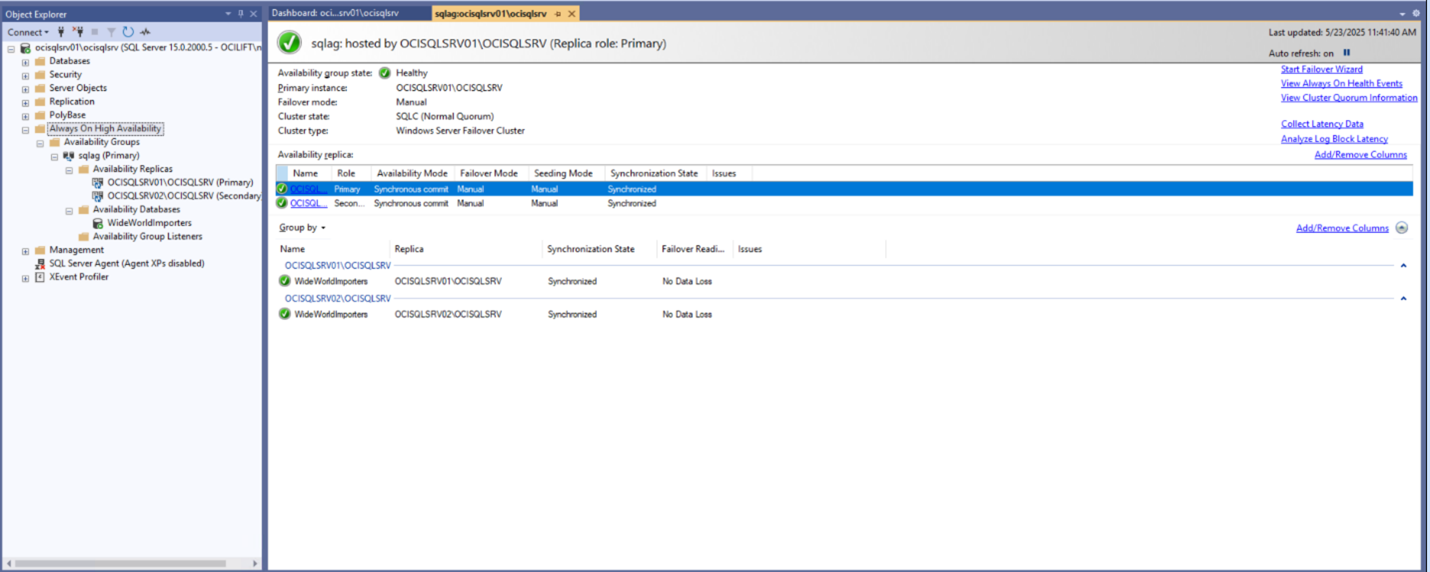 Object Explorer
Connect
ocisqlsrv01\ocisqlsrv (SQL Server 15.0.2000.5 - OCILIFT\n
Databases
Security
Server Objects
Replication
PolyBase
Always On High Availability
Availability Groups
sqlag (Primary)
Availability Replicas
OCISQLSRV01\OCISQLSRV (Primary)
OCISQLSRV02\OCISQLSRV (Secondary
Availability Databases
WideWorldImporters
Availability Group Listeners
Management
SQL Server Agent (Agent XPs disabled)
XEvent Profiler
Dashboard: oci...srv01\ocisqlsrv
sqlag:ocisqlsrv01\ocisqlsrv
sqlag: hosted by OCISQLSRV01\OCISQLSRV (Replica role: Primary)
Last updated: 5/23/2025 11:41:40 AM
Auto refresh: on
Availability group state: Healthy
Primary instance: OCISQLSRV01\OCISQLSRV
Failover mode: Manual
Cluster state: SQLC (Normal Quorum)
Cluster type: Windows Server Failover Cluster
Start Failover Wizard
View Always On Health Events
View Cluster Quorum Information
Collect Latency Data
Analyze Log Block Latency
Availability replica: Add/Remove Columns
Name Role Availability Mode Failover Mode Seeding Mode Synchronization State Issues
OCISQL... Primary Synchronous commit Manual Manual Synchronized
OCISQL... Secon... Synchronous commit Manual Manual Synchronized
Group by Add/Remove Columns
Name Replica Synchronization State Failover Readi... Issues
OCISQLSRV01\OCISQLSRV
WideWorldImporters OCISQLSRV01\OCISQLSRV Synchronized No Data Loss
OCISQLSRV02\OCISQLSRV
WideWorldImporters OCISQLSRV02\OCISQLSRV Synchronized No Data Loss